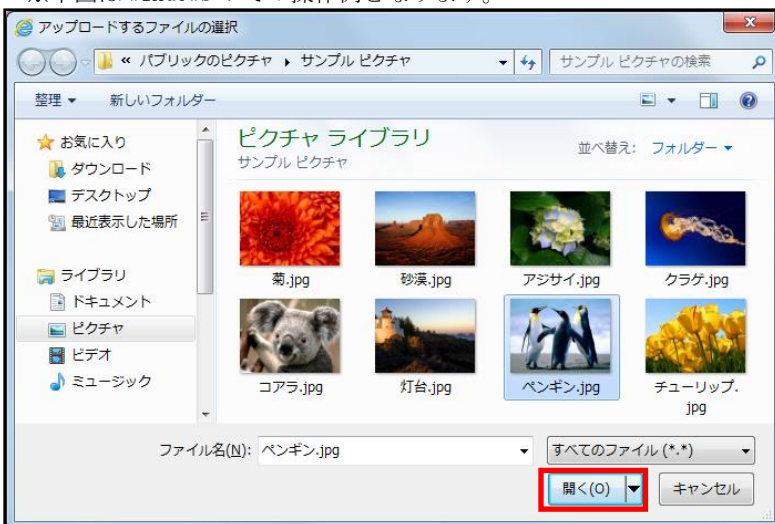 アップロードするファイルの選択
« パブリックのピクチャ ▸ サンプル ピクチャ
サンプル ピクチャの検索
整理 ▼ 新しいフォルダー
お気に入り
ダウンロード
デスクトップ
最近表示した場所
ライブラリ
ドキュメント
ピクチャ
ビデオ
ミュージック
ピクチャ ライブラリ
サンプル ピクチャ
並べ替え: フォルダー ▼
菊.jpg 砂漠.jpg アジサイ.jpg クラゲ.jpg
コアラ.jpg 灯台.jpg ペンギン.jpg チューリップ.
jpg
ファイル名(N): ペンギン.jpg
すべてのファイル (*.*)
開く(O) キャンセル